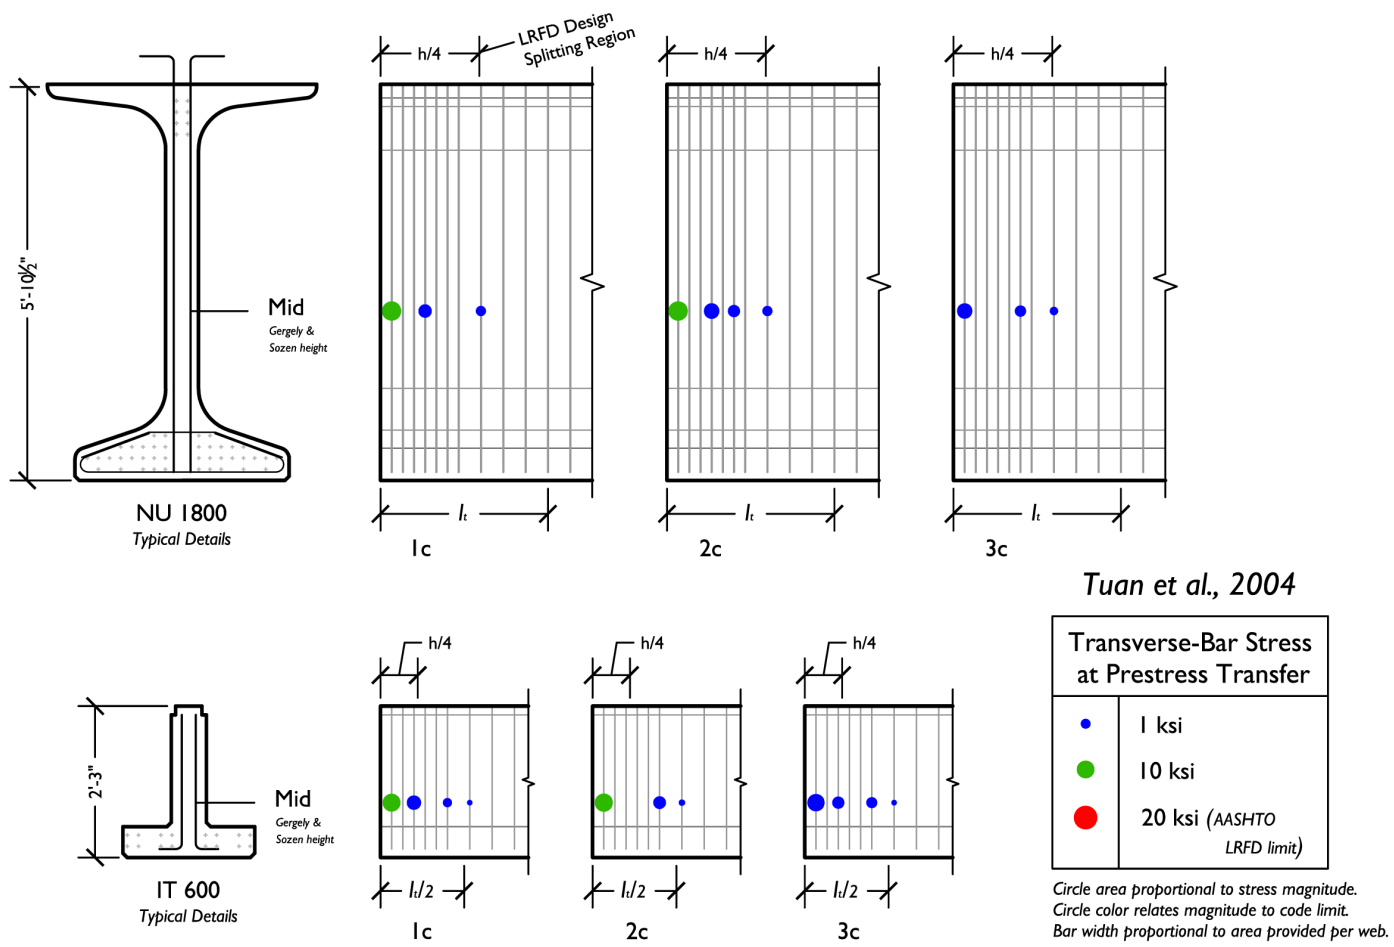 LRFD Design
Splitting Region
h/4
h/4
h/4
5'-10½"
Mid
Gergely &
Sozen height
NU 1800
Typical Details
lt
lt
lt
1c
2c
3c
Tuan et al., 2004
Transverse-Bar Stress
at Prestress Transfer
1 ksi
10 ksi
20 ksi (AASHTO
LRFD limit)
Circle area proportional to stress magnitude.
Circle color relates magnitude to code limit.
Bar width proportional to area provided per web.
h/4
h/4
h/4
2'-3"
Mid
Gergely &
Sozen height
IT 600
Typical Details
lt/2
lt/2
lt/2
1c
2c
3c